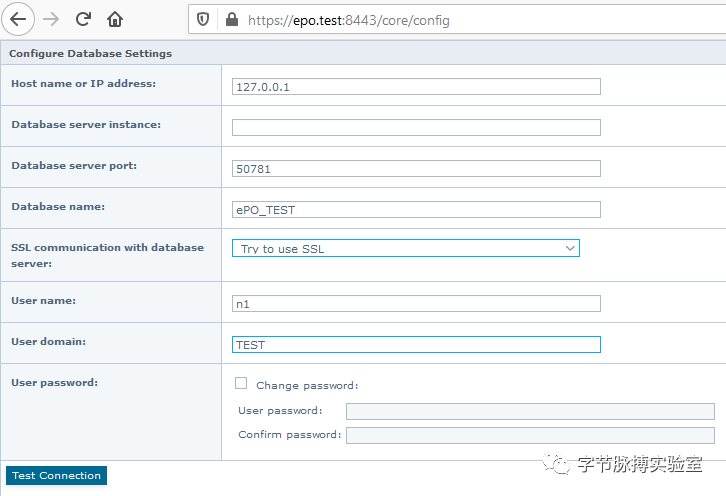 https://epo.test:8443/core/config
Configure Database Settings
Host name or IP address:
127.0.0.1
Database server instance:
Database server port:
50781
Database name:
ePO_TEST
SSL communication with database
server:
Try to use SSL
User name:
n1
User domain:
TEST
User password:
Change password:
User password:
Confirm password:
Test Connection
字节脉搏实验室